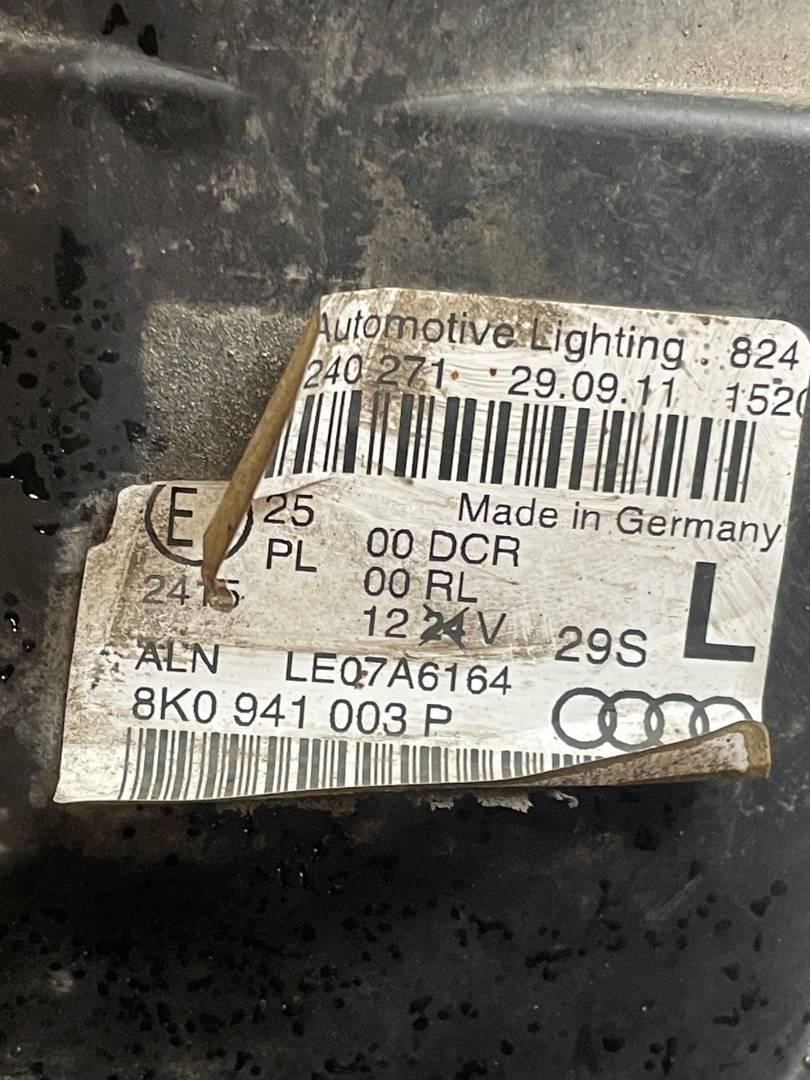 Automotive Lighting 824
240 271 29.09.11
Made in Germany
E 25
PL 00 DCR
00 RL
12 24 V
29S L
ALN LE07A6164
8K0 941 003 P